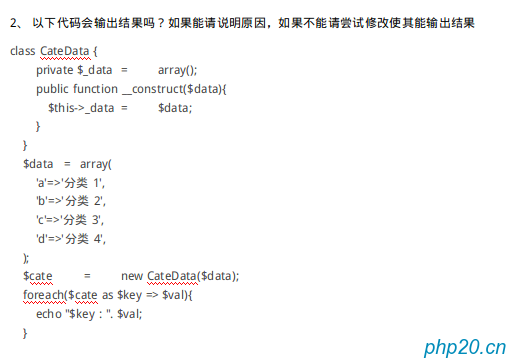 2、 以下代码会输出结果吗？如果能请说明原因，如果不能请尝试修改使其能输出结果
class CateData {
private $_data = array();
public function __construct($data){
$this->_data = $data;
}
}
$data = array(
'a'=>'分类 1',
'b'=>'分类 2',
'c'=>'分类 3',
'd'=>'分类 4',
);
$cate = new CateData($data);
foreach($cate as $key => $val){
echo "$key : ". $val;
}
php20.cn